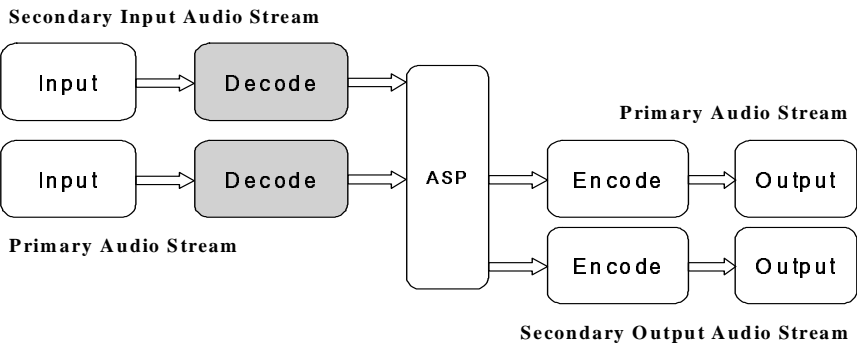 Secondary Input Audio Stream
Input
Decode
Primary Audio Stream
Input
Decode
ASP
Encode
Output
Primary Audio Stream
Encode
Output
Secondary Output Audio Stream